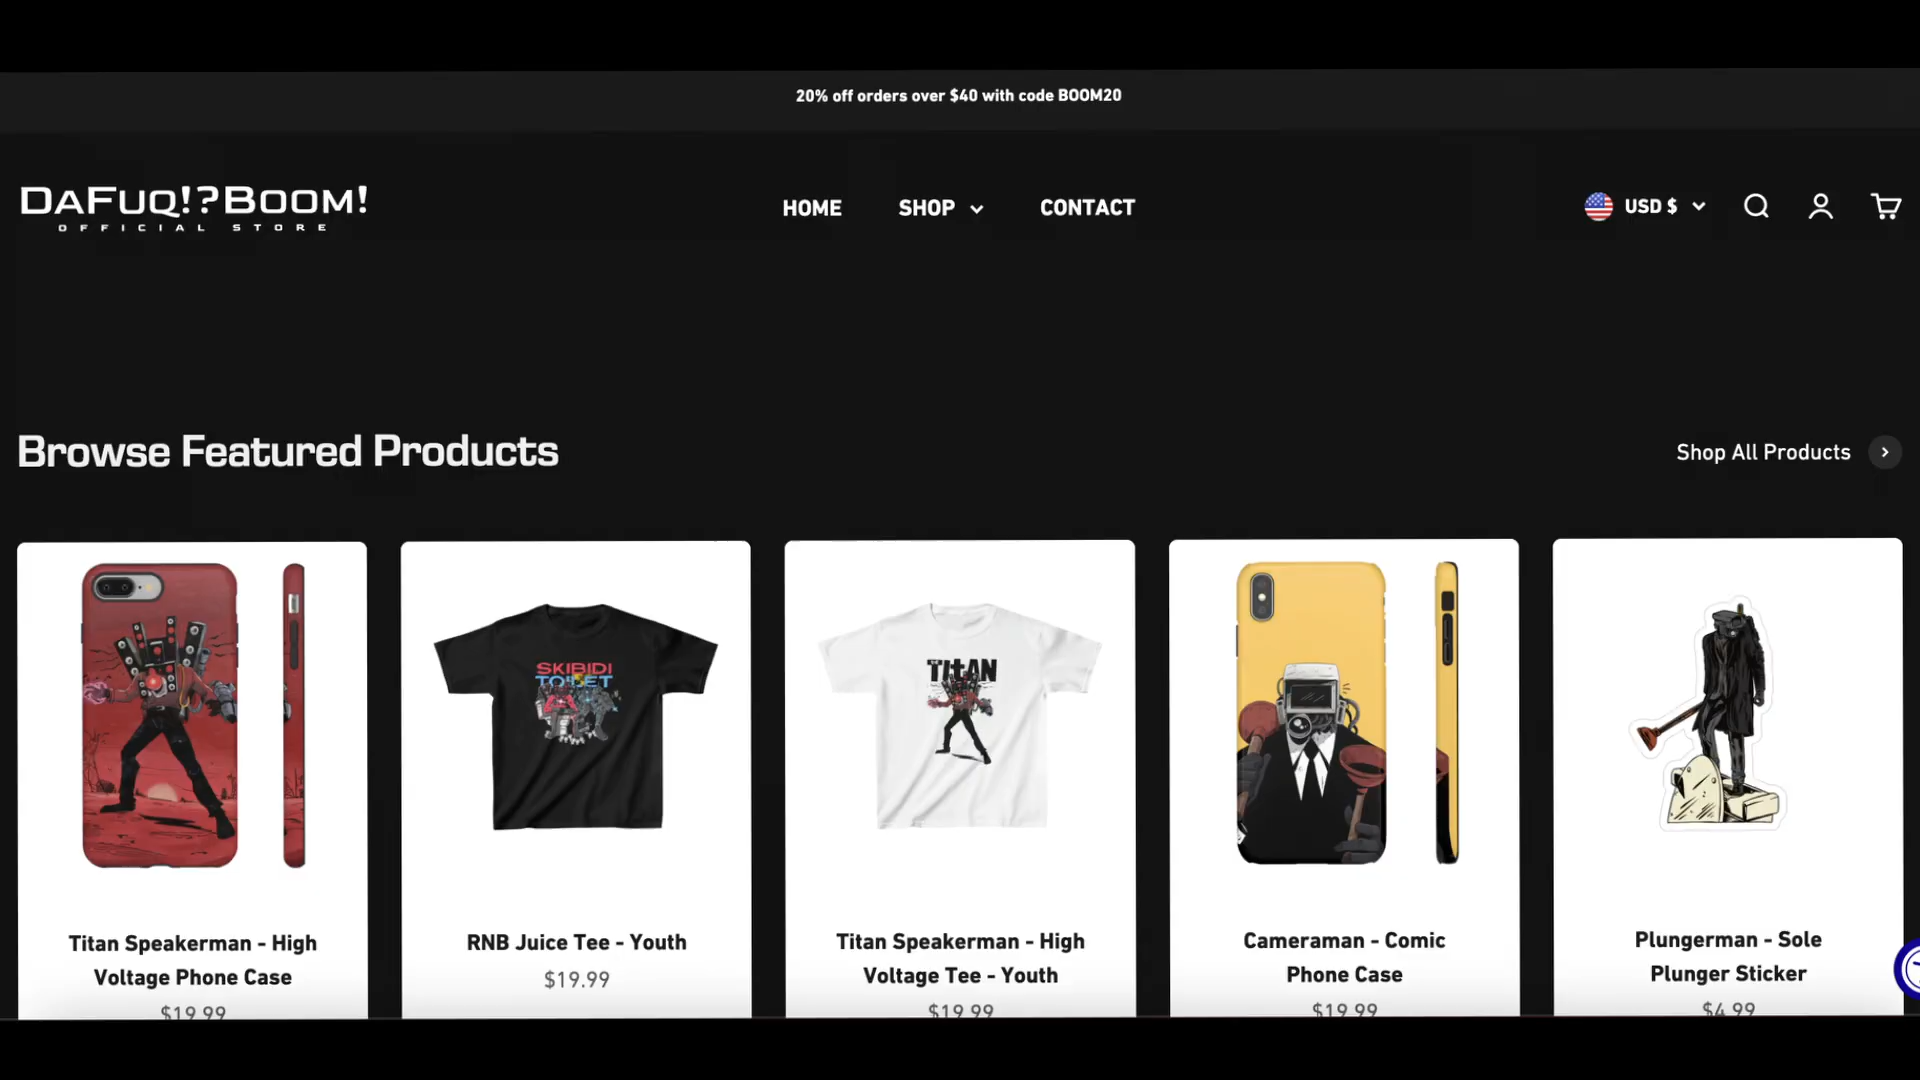 20% off orders over $40 with code BOOM20
DaFuq!?Boom!
OFFICIAL STORE
HOME
SHOP
CONTACT
USD $
Browse Featured Products
Shop All Products
SKIBIDI
TOILET
TITAN
Titan Speakerman - High
Voltage Phone Case
$19.99
RNB Juice Tee - Youth
$19.99
Titan Speakerman - High
Voltage Tee - Youth
$19.99
Cameraman - Comic
Phone Case
$19.99
Plungerman - Sole
Plunger Sticker
$4.99